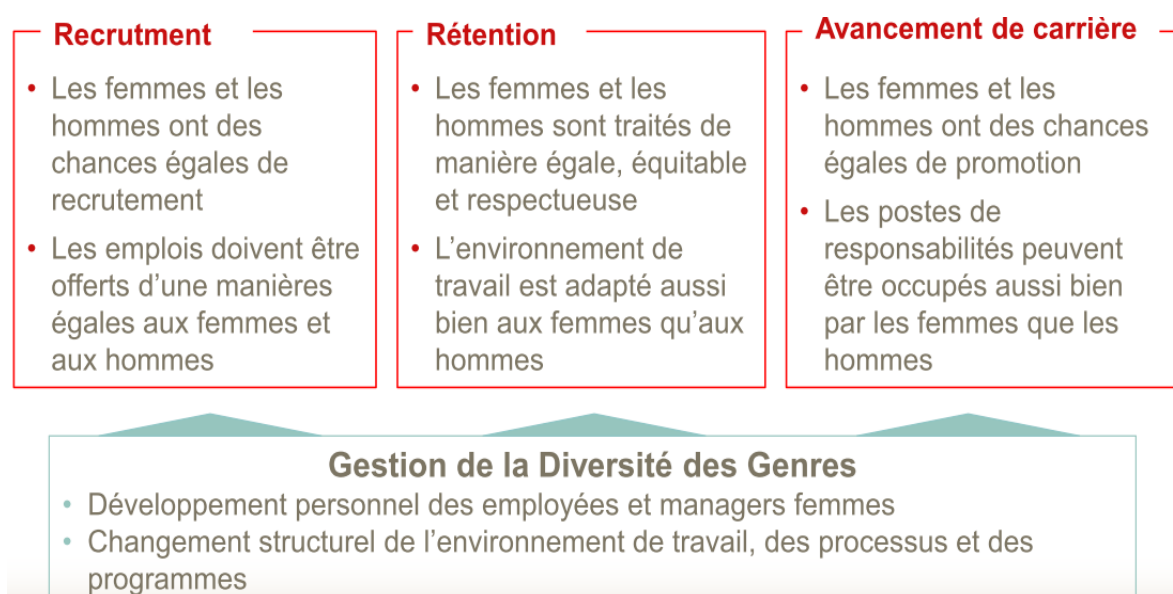 Recrutment
• Les femmes et les
hommes ont des
chances égales de
recrutement
• Les emplois doivent être
offerts d’une manières
égales aux femmes et
aux hommes
Rétention
• Les femmes et les
hommes sont traités de
manière égale, équitable
et respectueuse
• L’environnement de
travail est adapté aussi
bien aux femmes qu’aux
hommes
Avancement de carrière
• Les femmes et les
hommes ont des chances
égales de promotion
• Les postes de
responsabilités peuvent
être occupés aussi bien
par les femmes que les
hommes
Gestion de la Diversité des Genres
• Développement personnel des employées et managers femmes
• Changement structurel de l’environnement de travail, des processus et des
programmes